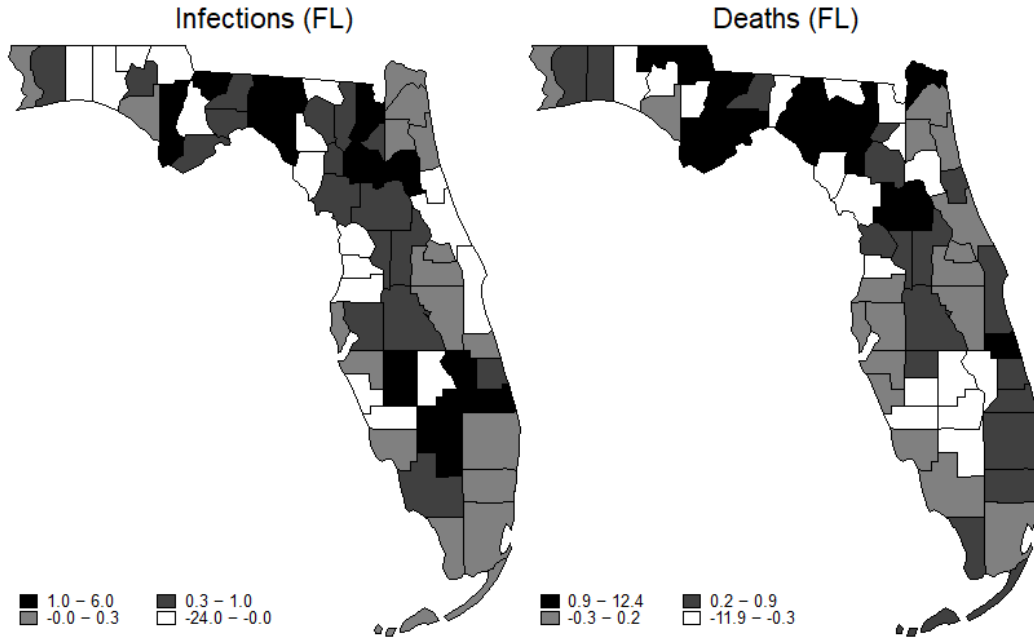 Infections (FL)
Deaths (FL)
1.0 – 6.0
0.3 – 1.0
-0.0 – 0.3
-24.0 – -0.0
0.9 – 12.4
0.2 – 0.9
-0.3 – 0.2
-11.9 – -0.3